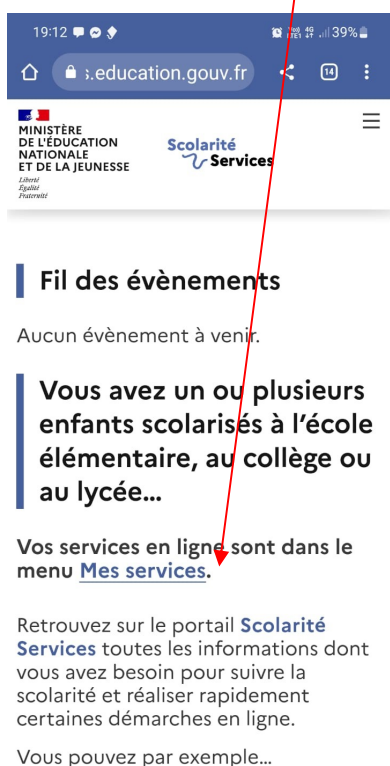 19:12
39%
s.education.gouv.fr
14
MINISTÈRE
DE L'ÉDUCATION
NATIONALE
ET DE LA JEUNESSE
Liberté
Égalité
Fraternité
Scolarité
Services
Fil des évènements
Aucun évènement à venir.
Vous avez un ou plusieurs
enfants scolarisés à l'école
élémentaire, au collège ou
au lycée...
Vos services en ligne sont dans le
menu Mes services.
Retrouvez sur le portail Scolarité
Services toutes les informations dont
vous avez besoin pour suivre la
scolarité et réaliser rapidement
certaines démarches en ligne.
Vous pouvez par exemple...